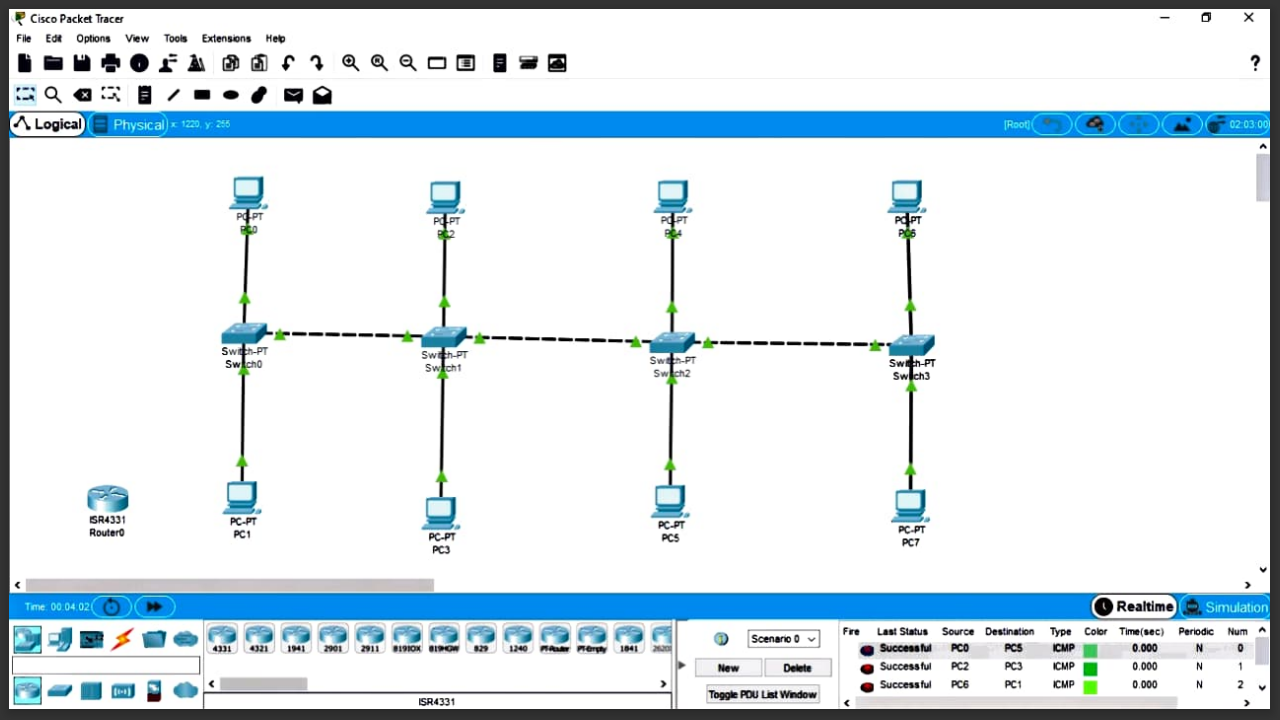 Cisco Packet Tracer
File Edit Options View Tools Extensions Help
?
Logical Physical x: 1220, y: 255 [Root] 02:03:00
PC-PT PC-PT PC-PT PC-PT
PC0 PC2 PC4 PC6
Switch-PT Switch-PT Switch-PT Switch-PT
Switch0 Switch1 Switch2 Switch3
ISR4331 PC-PT PC-PT PC-PT PC-PT
Router0 PC1 PC3 PC5 PC7
Time: 00:04:02 Realtime Simulation
4331 4321 1941 2901 2911 819IOX 819HGW 829 1240 PT-Router PT-Empty 1841
ISR4331
Scenario 0
New Delete
Toggle PDU List Window
Fire Last Status Source Destination Type Color Time(sec) Periodic Num
Successful PC0 PC5 ICMP 0.000 N 0
Successful PC2 PC3 ICMP 0.000 N 1
Successful PC6 PC1 ICMP 0.000 N 2